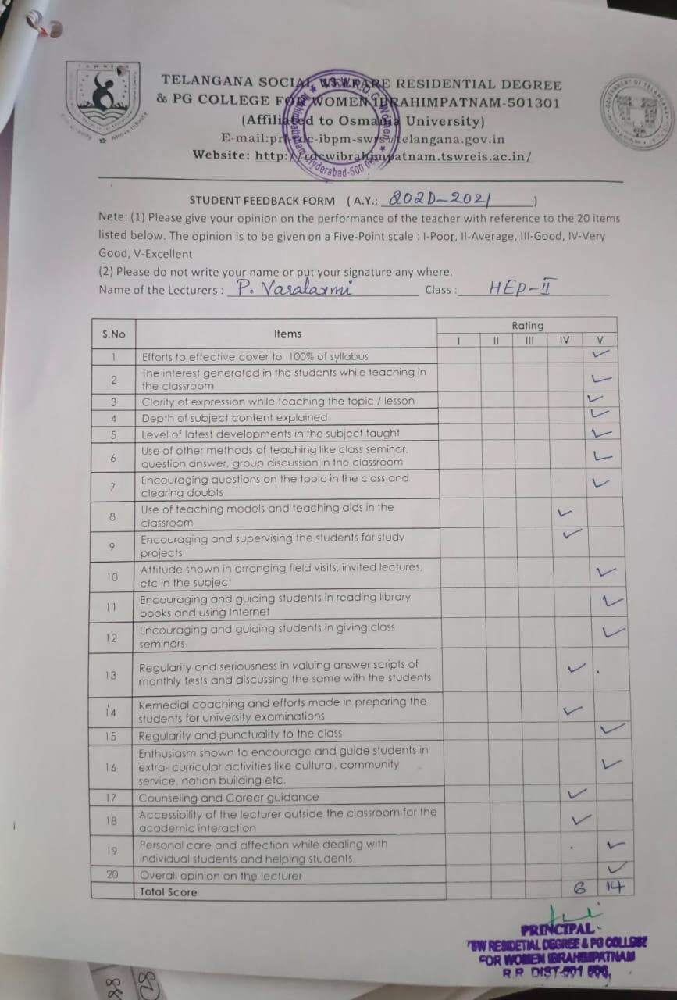 TSWREIS
TELANGANA SOCIAL WELFARE RESIDENTIAL DEGREE
& PG COLLEGE FOR WOMEN IBRAHIMPATNAM-501301
(Affiliated to Osmania University)
E-mail:prl-rdc-ibpm-swrs@telangana.gov.in
Website: http://rdcwibrahimpatnam.tswreis.ac.in/
GOVERNMENT OF TELANGANA
STUDENT FEEDBACK FORM ( A.Y.: 2020-2021 )
Nete: (1) Please give your opinion on the performance of the teacher with reference to the 20 items
listed below. The opinion is to be given on a Five-Point scale : I-Poor, II-Average, III-Good, IV-Very
Good, V-Excellent
(2) Please do not write your name or put your signature any where.
Name of the Lecturers : P. Varalaxmi Class : HEP-II
S.No Items Rating
I II III IV V
1 Efforts to effective cover to 100% of syllabus ✓
2 The interest generated in the students while teaching in
the classroom ✓
3 Clarity of expression while teaching the topic / lesson ✓
4 Depth of subject content explained ✓
5 Level of latest developments in the subject taught ✓
6 Use of other methods of teaching like class seminar,
question answer, group discussion in the classroom ✓
7 Encouraging questions on the topic in the class and
clearing doubts ✓
8 Use of teaching models and teaching aids in the
classroom ✓
9 Encouraging and supervising the students for study
projects ✓
10 Attitude shown in arranging field visits, invited lectures,
etc in the subject ✓
11 Encouraging and guiding students in reading library
books and using Internet ✓
12 Encouraging and guiding students in giving class
seminars ✓
13 Regularity and seriousness in valuing answer scripts of
monthly tests and discussing the same with the students ✓
14 Remedial coaching and efforts made in preparing the
students for university examinations ✓
15 Regularity and punctuality to the class ✓
16 Enthusiasm shown to encourage and guide students in
extra- curricular activities like cultural, community
service, nation building etc. ✓
17 Counseling and Career guidance ✓
18 Accessibility of the lecturer outside the classroom for the
academic interaction ✓
19 Personal care and affection while dealing with
individual students and helping students ✓
20 Overall opinion on the lecturer ✓
Total Score 6 14
PRINCIPAL
TSW RESIDETIAL DEGREE & PG COLLEGE
FOR WOMEN IBRAHIMPATNAM
R.R DIST-501